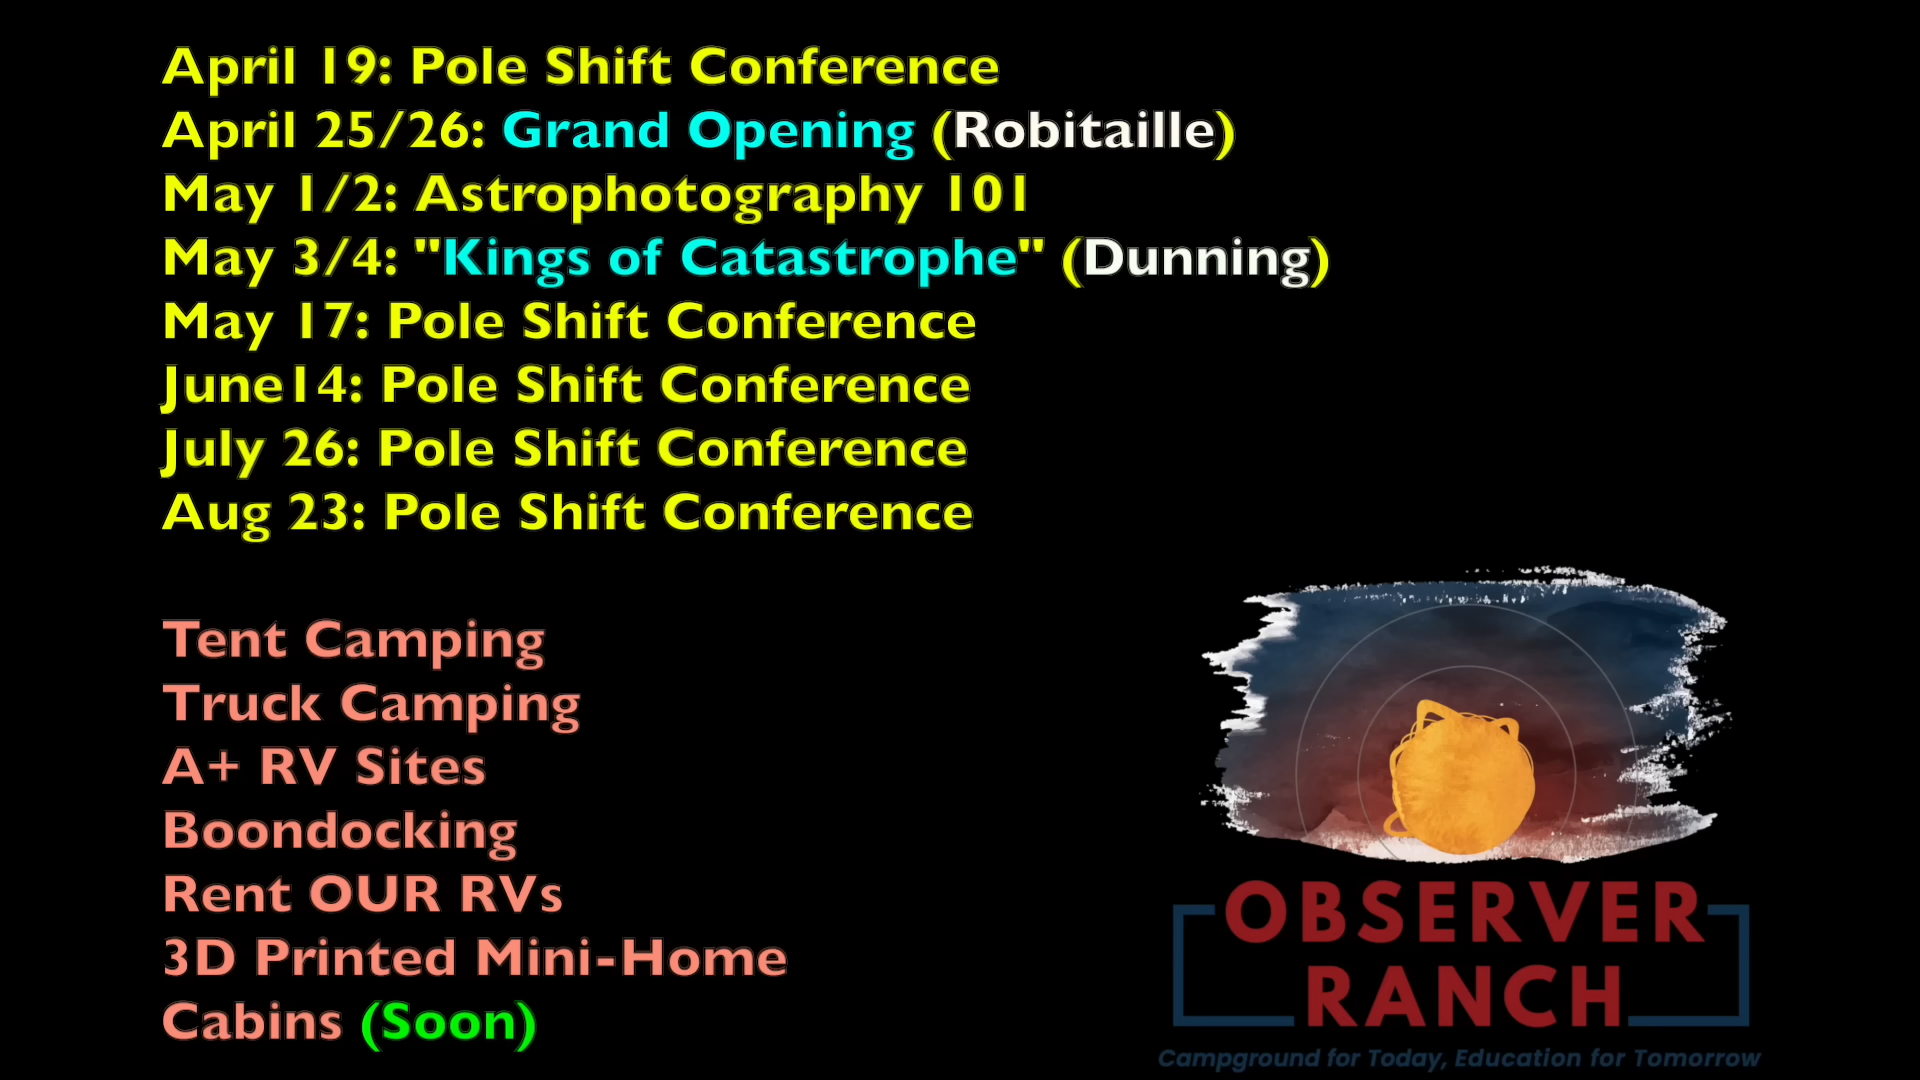 April 19: Pole Shift Conference
April 25/26: Grand Opening (Robitaille)
May 1/2: Astrophotography 101
May 3/4: "Kings of Catastrophe" (Dunning)
May 17: Pole Shift Conference
June14: Pole Shift Conference
July 26: Pole Shift Conference
Aug 23: Pole Shift Conference
Tent Camping
Truck Camping
A+ RV Sites
Boondocking
Rent OUR RVs
3D Printed Mini-Home
Cabins (Soon)
OBSERVER
RANCH
Campground for Today, Education for Tomorrow